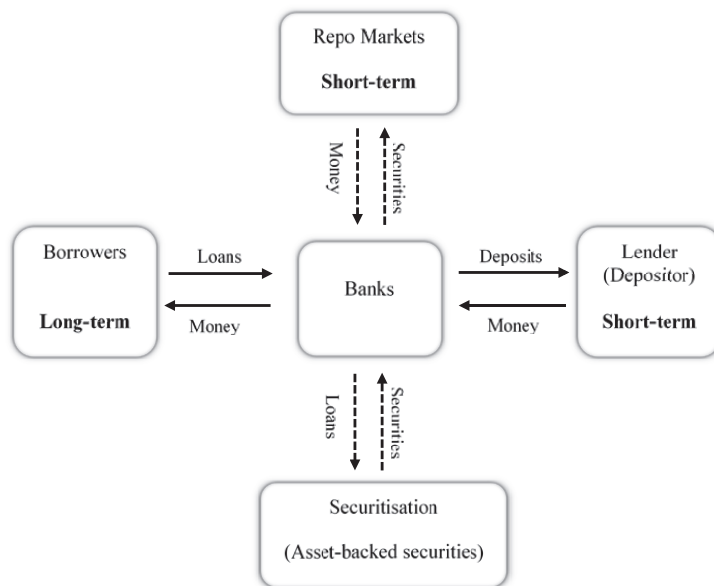 Repo Markets
Short-term
Money
Securities
Borrowers
Long-term
Loans
Money
Banks
Deposits
Money
Lender
(Depositor)
Short-term
Loans
Securities
Securitisation
(Asset-backed securities)